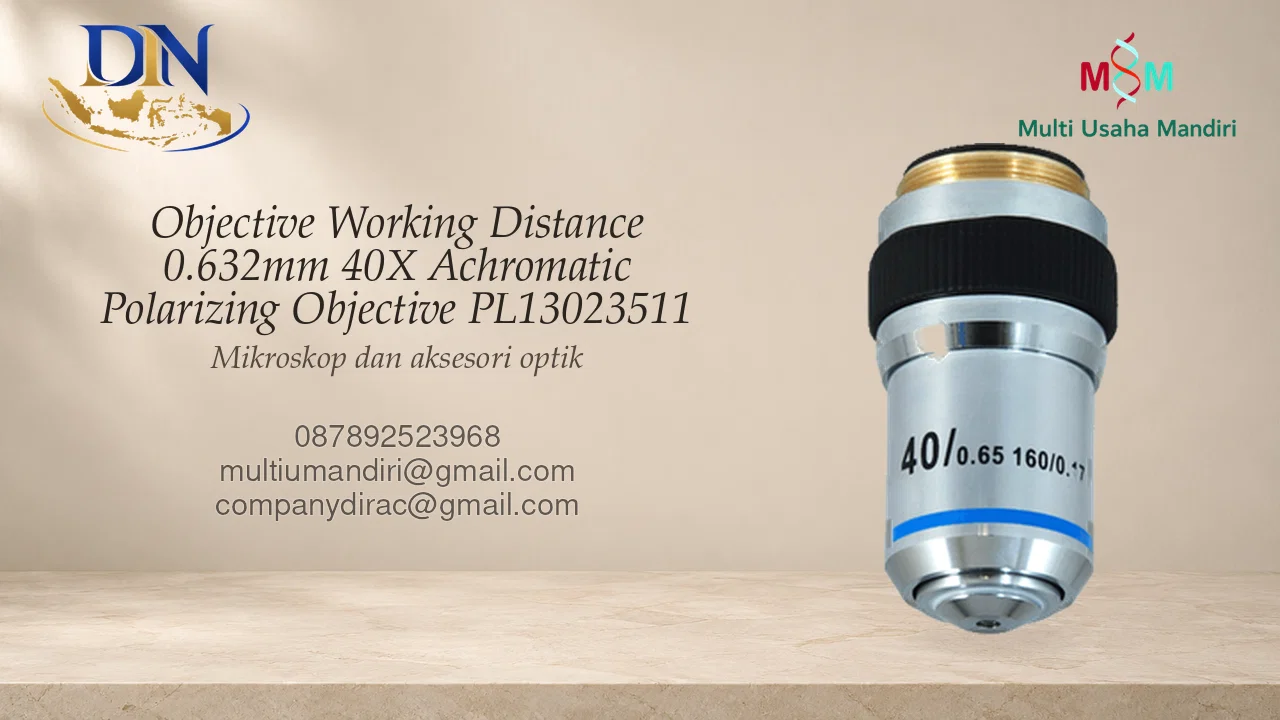 DN
M M
Multi Usaha Mandiri
Objective Working Distance
0.632mm 40X Achromatic
Polarizing Objective PL13023511
Mikroskop dan aksesori optik
087892523968
multiumandiri@gmail.com
companydirac@gmail.com
40/0.65 160/0.17